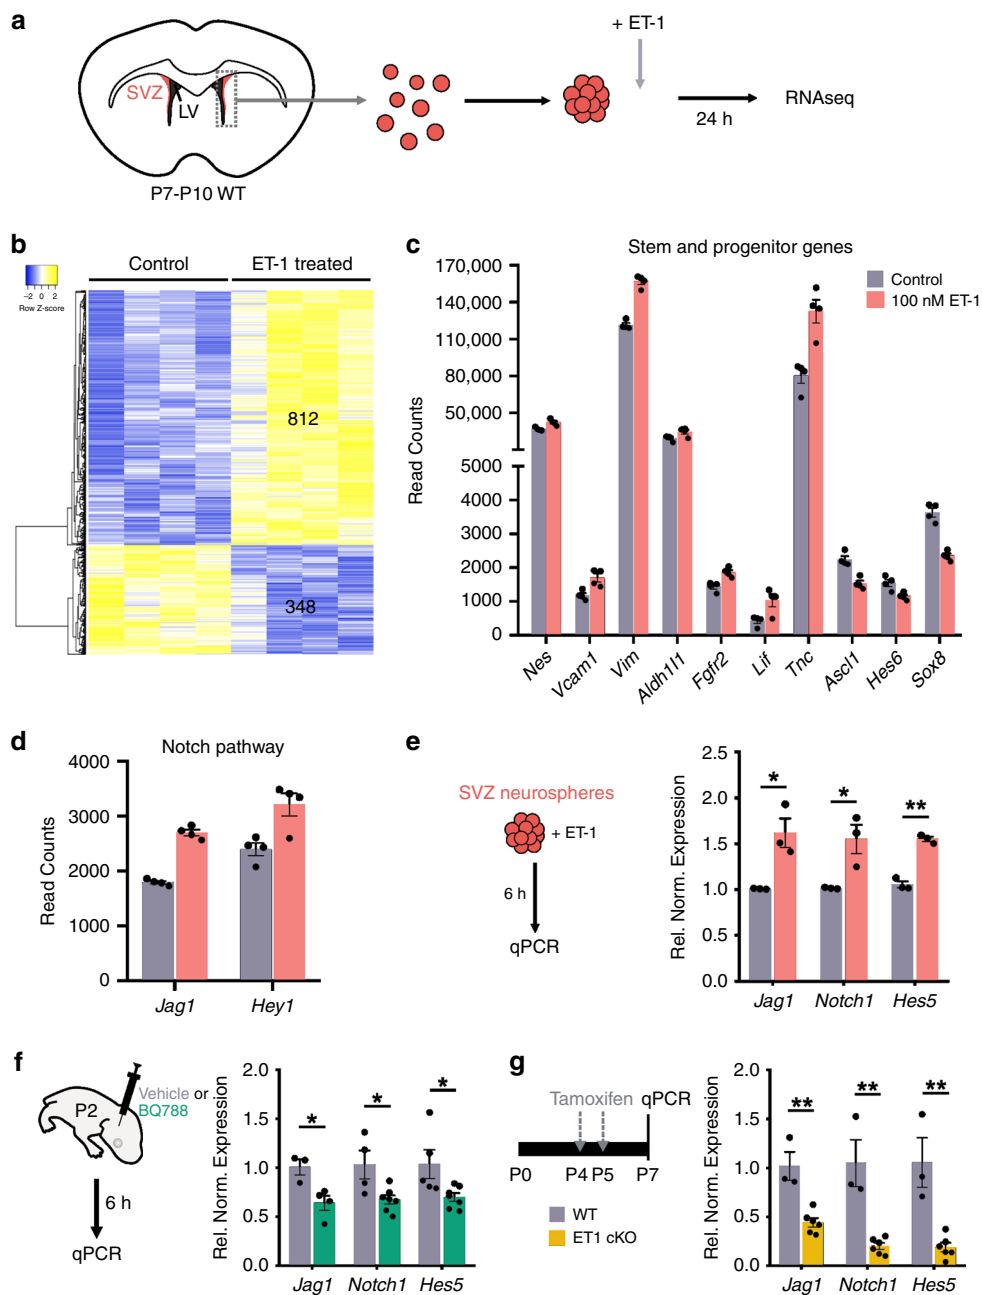 a
+ ET-1
SVZ
LV
24 h
RNAseq
P7-P10 WT
b
Control
ET-1 treated
−2 0 2
Row Z-score
812
348
c
Stem and progenitor genes
Control
100 nM ET-1
Read Counts
170,000
140,000
110,000
80,000
50,000
5000
4000
3000
2000
1000
0
Nes
Vcam1
Vim
Aldh1l1
Fgfr2
Lif
Tnc
Ascl1
Hes6
Sox8
d
Notch pathway
Read Counts
4000
3000
2000
1000
0
Jag1
Hey1
e
SVZ neurospheres
+ ET-1
6 h
qPCR
Rel. Norm. Expression
2.5
2.0
1.5
1.0
0.5
0.0
*
*
**
Jag1
Notch1
Hes5
f
P2
Vehicle or
BQ788
6 h
qPCR
Rel. Norm. Expression
2.0
1.5
1.0
0.5
0.0
*
*
*
Jag1
Notch1
Hes5
g
Tamoxifen
qPCR
P0
P4
P5
P7
WT
ET1 cKO
Rel. Norm. Expression
2.0
1.5
1.0
0.5
0.0
**
**
**
Jag1
Notch1
Hes5